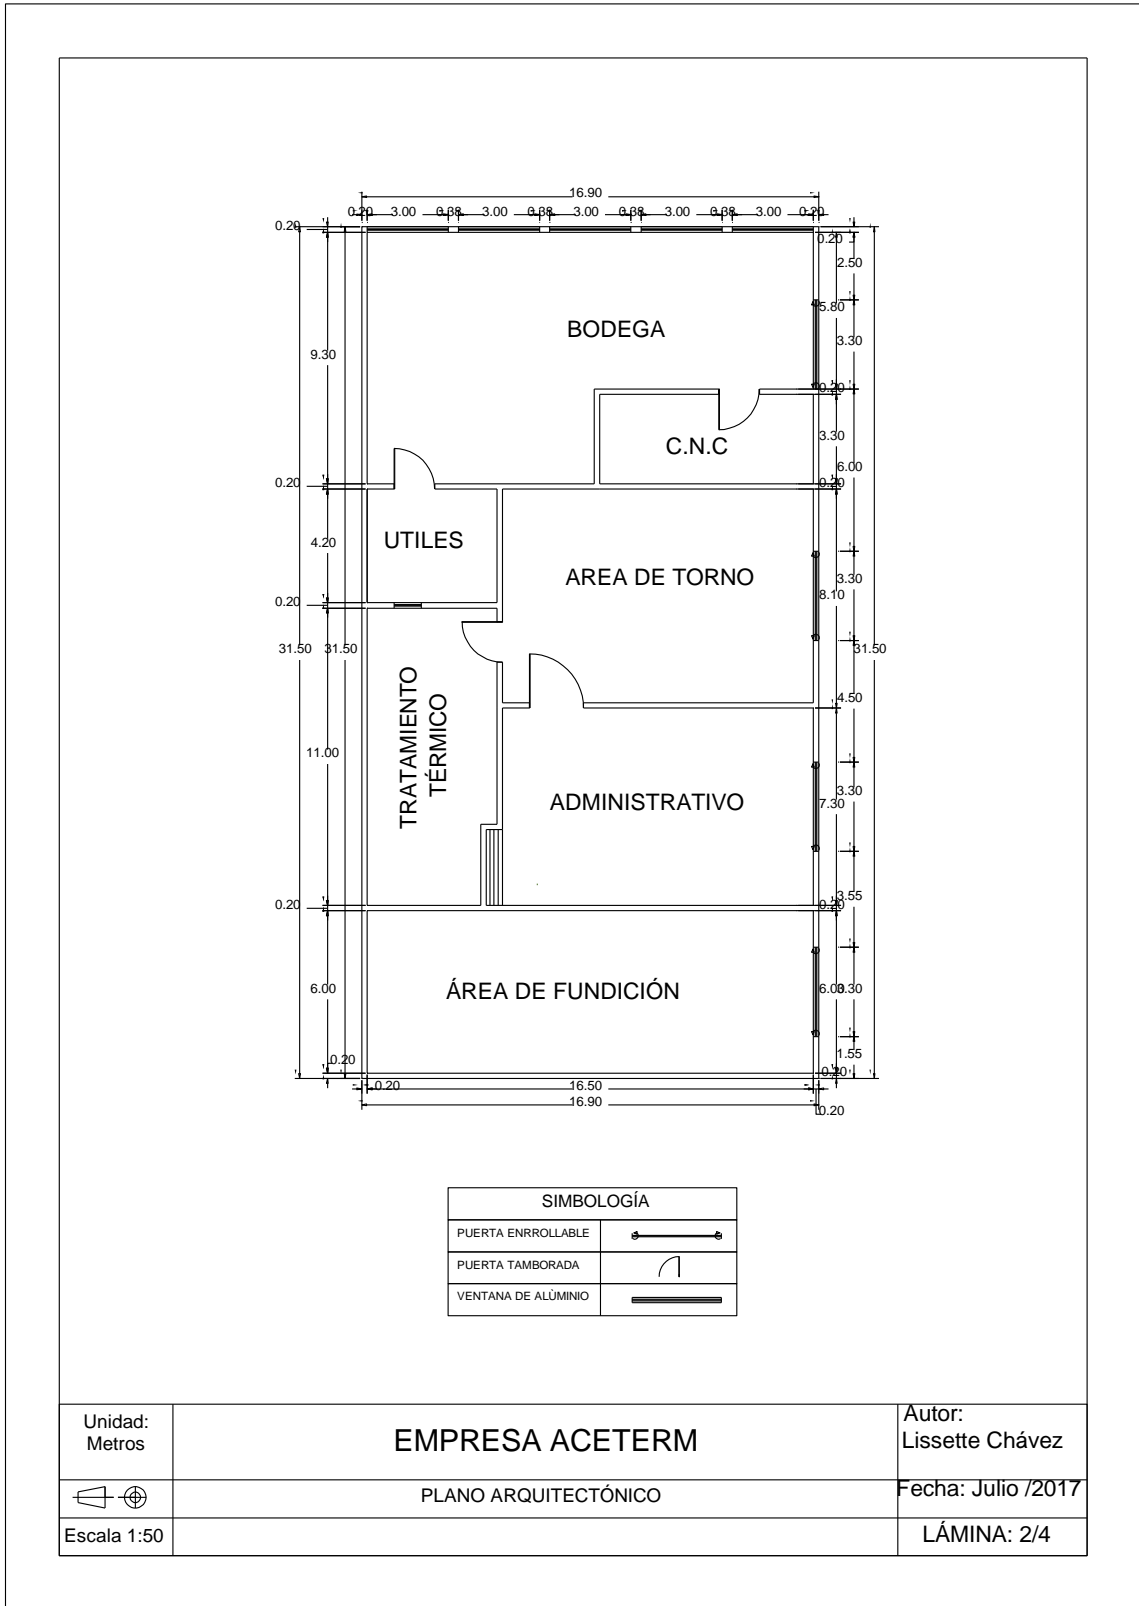 16.90
0.20 3.00 0.38 3.00 0.38 3.00 0.38 3.00 0.38 3.00 0.20
0.20
0.20
2.50
5.80
BODEGA
3.30
9.30
0.20
3.30
C.N.C
6.00
0.20
0.20
UTILES
4.20
AREA DE TORNO
3.30
8.10
0.20
31.50
31.50
31.50
TRATAMIENTO
TÉRMICO
4.50
11.00
ADMINISTRATIVO
3.30
7.30
3.55
0.20
0.20
ÁREA DE FUNDICIÓN
6.00
6.00
3.30
1.55
0.20
0.20
0.20
16.50
16.90
0.20
SIMBOLOGÍA
PUERTA ENRROLLABLE
PUERTA TAMBORADA
VENTANA DE ALÙMINIO
Unidad:
Metros
EMPRESA ACETERM
Autor:
Lissette Chávez
PLANO ARQUITECTÓNICO
Fecha: Julio /2017
Escala 1:50
LÁMINA: 2/4